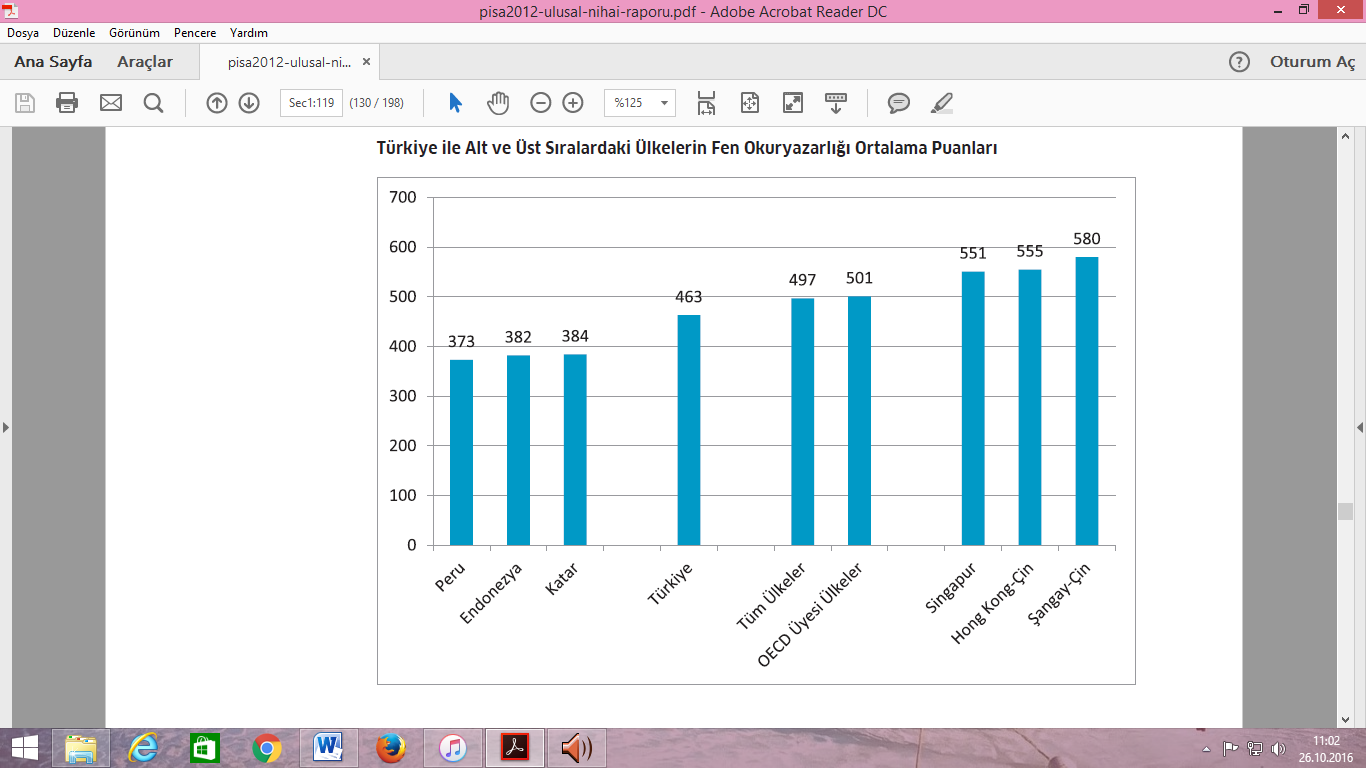 pisa2012-ulusal-nihai-raporu.pdf - Adobe Acrobat Reader DC
Dosya Düzenle Görünüm Pencere Yardım
Ana Sayfa Araçlar pisa2012-ulusal-ni... × ? Oturum Aç
Sec1:119 (130 / 198) %125
Türkiye ile Alt ve Üst Sıralardaki Ülkelerin Fen Okuryazarlığı Ortalama Puanları
700
600
500
400
300
200
100
0
373
382
384
463
497
501
551
555
580
Peru
Endonezya
Katar
Türkiye
Tüm Ülkeler
OECD Üyesi Ülkeler
Singapur
Hong Kong-Çin
Şangay-Çin
11:02
26.10.2016